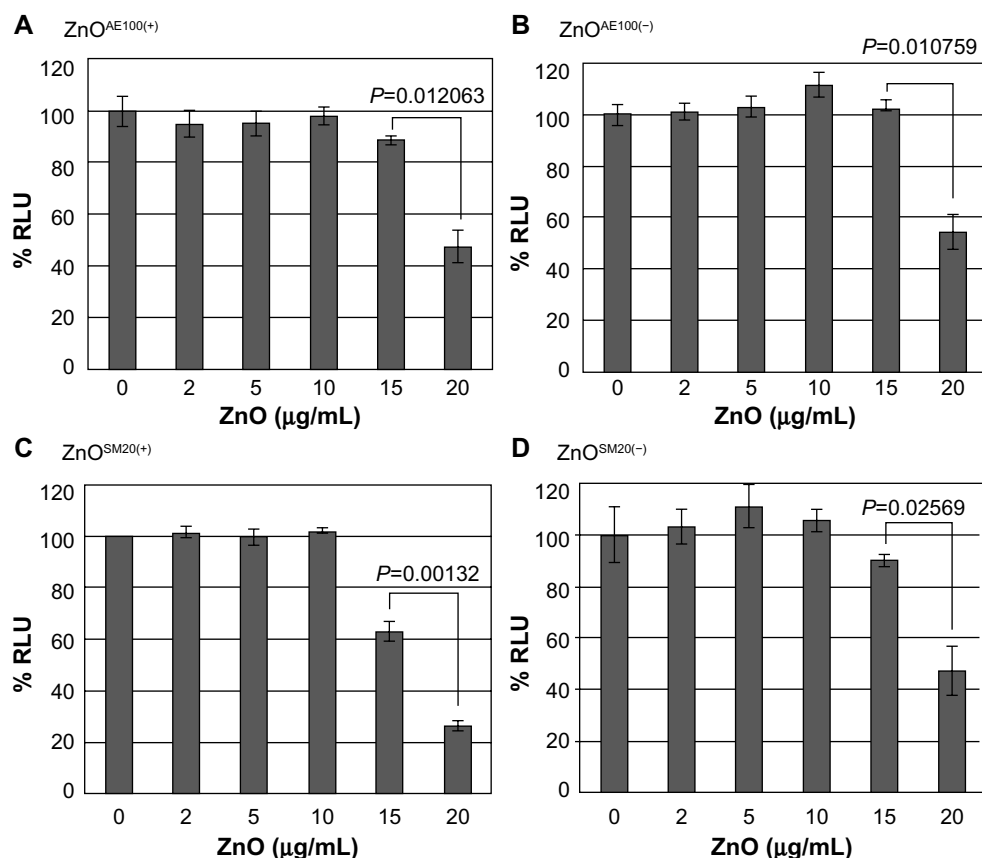 A ZnO^AE100(+)
120
100
80
60
40
20
0
% RLU
P=0.012063
0 2 5 10 15 20
ZnO (µg/mL)
B ZnO^AE100(−)
120
100
80
60
40
20
0
% RLU
P=0.010759
0 2 5 10 15 20
ZnO (µg/mL)
C ZnO^SM20(+)
120
100
80
60
40
20
0
% RLU
P=0.00132
0 2 5 10 15 20
ZnO (µg/mL)
D ZnO^SM20(−)
120
100
80
60
40
20
0
% RLU
P=0.02569
0 2 5 10 15 20
ZnO (µg/mL)